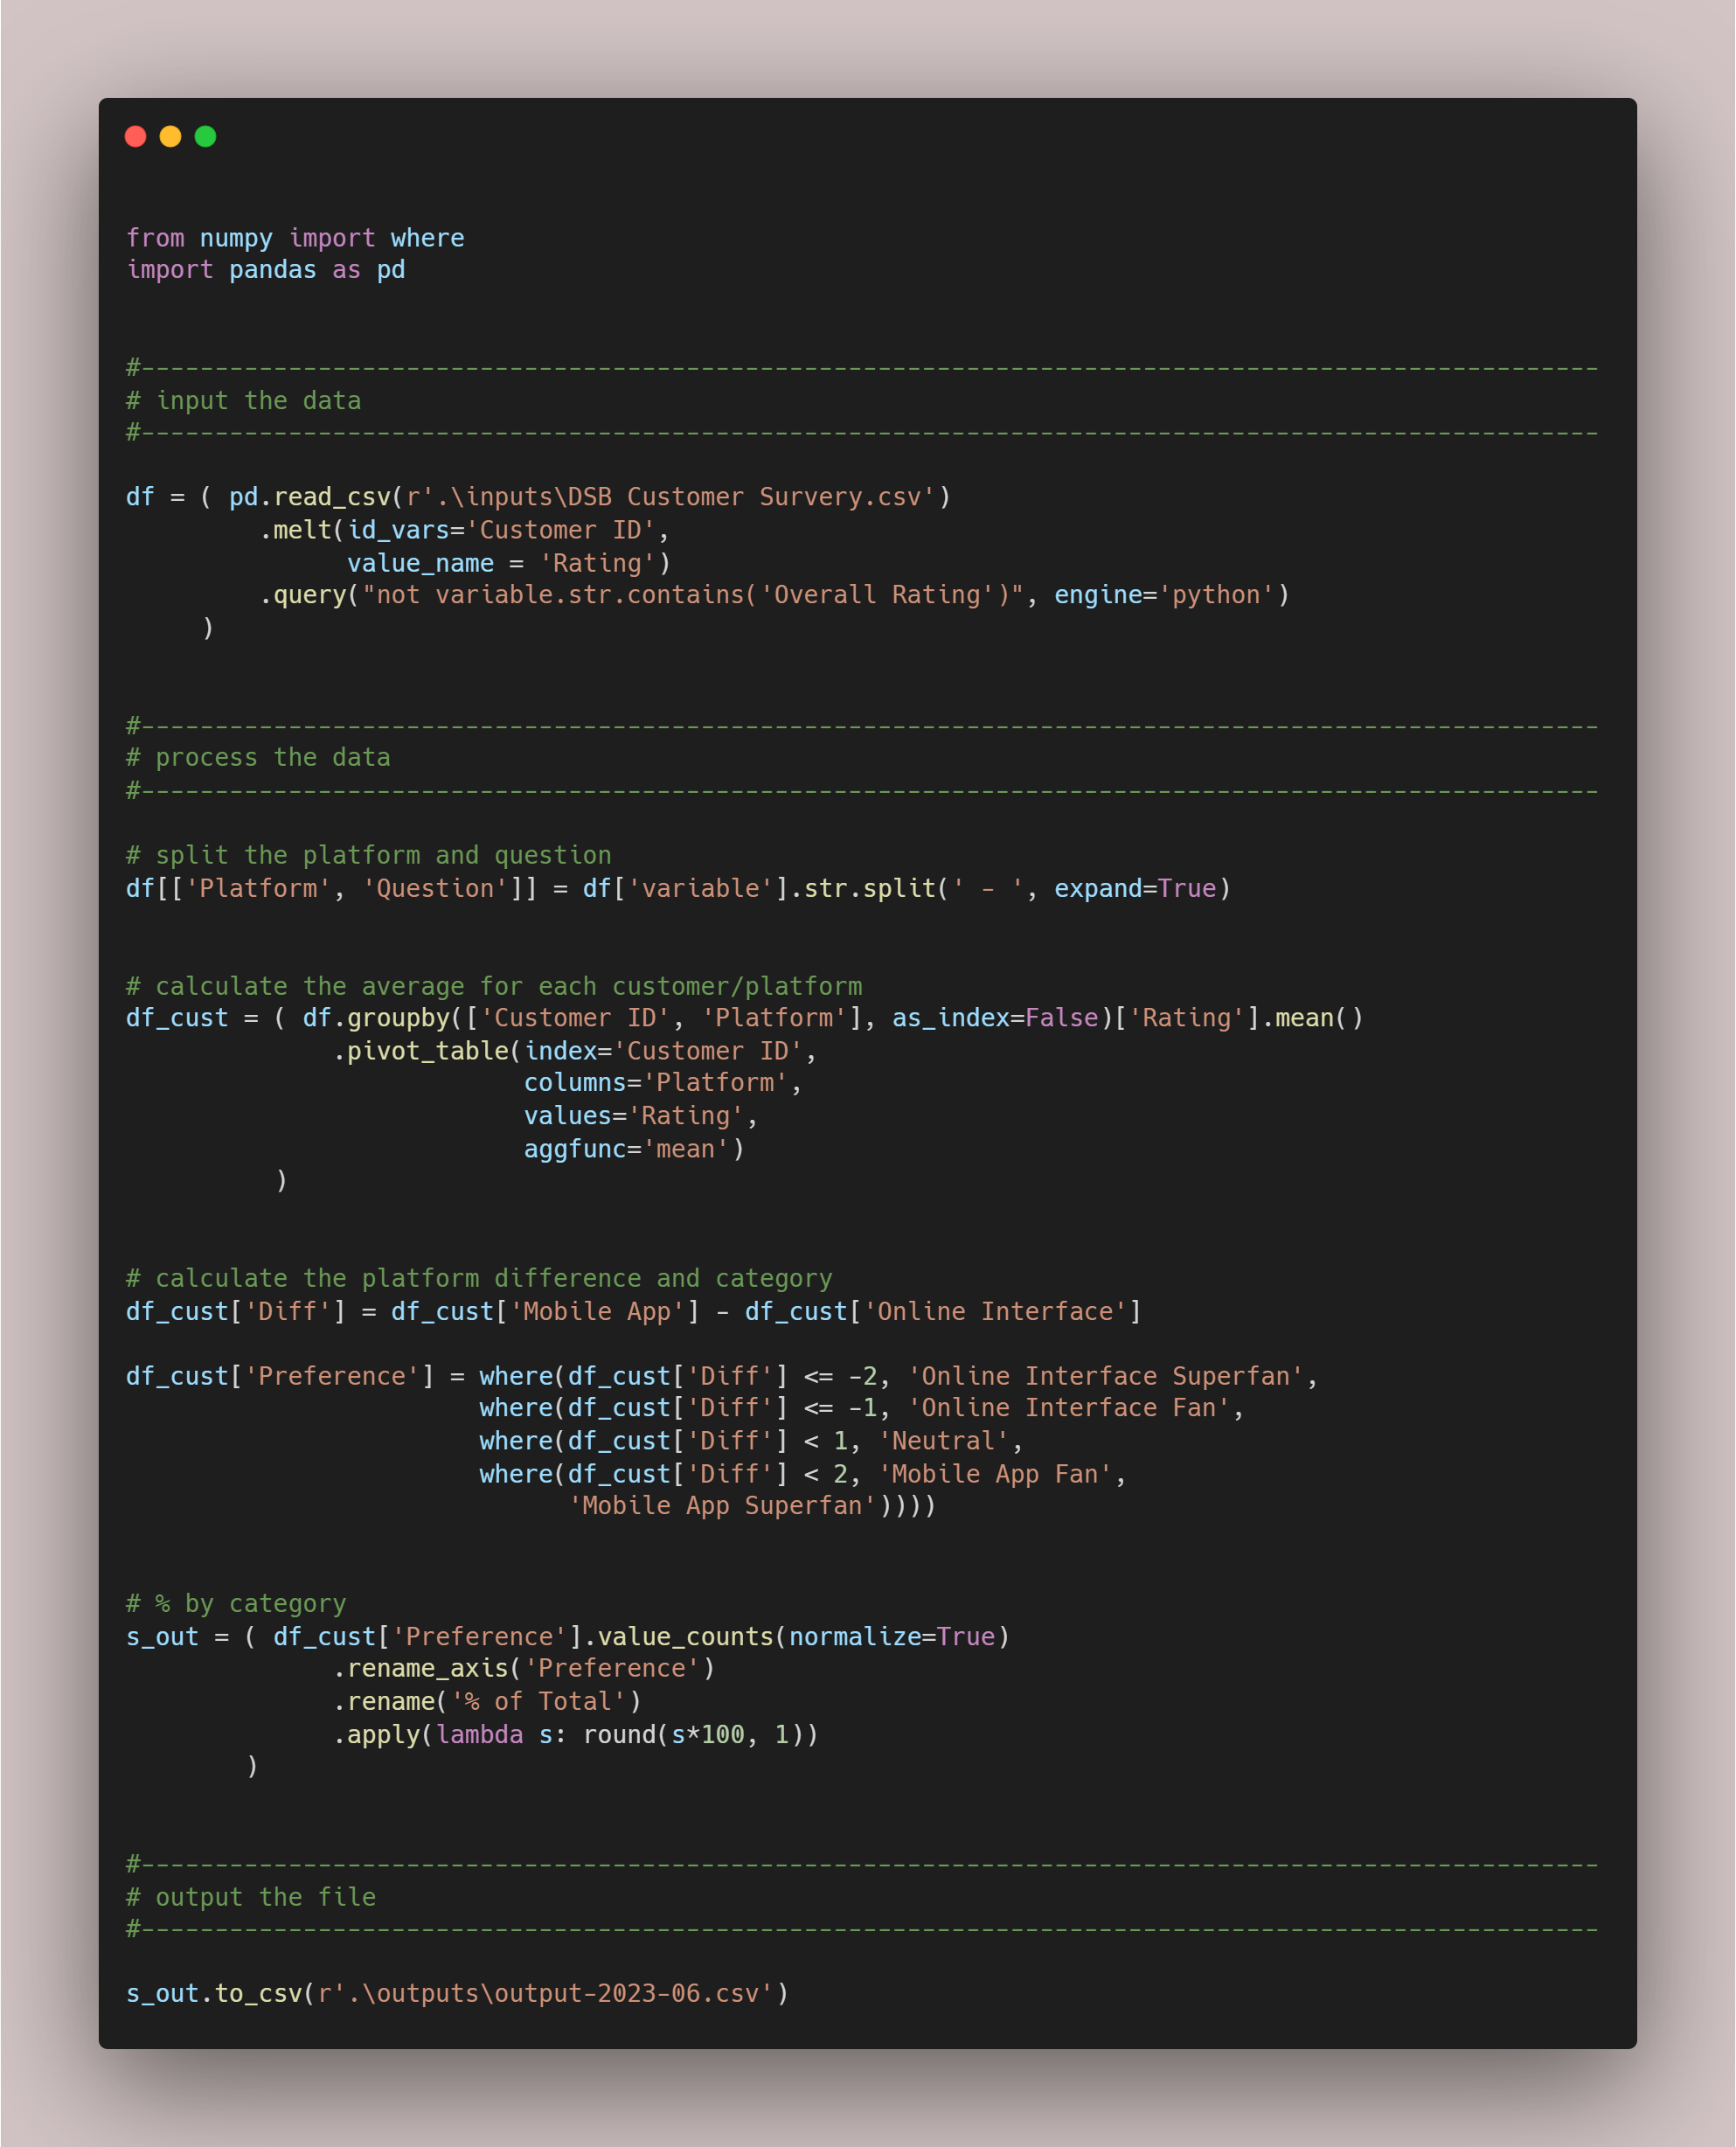 from numpy import where
import pandas as pd
#---------------------------------------------------------------------------------------------------
# input the data
#---------------------------------------------------------------------------------------------------
df = ( pd.read_csv(r'.\inputs\DSB Customer Survery.csv')
         .melt(id_vars='Customer ID',
               value_name = 'Rating')
         .query("not variable.str.contains('Overall Rating')", engine='python')
     )
#---------------------------------------------------------------------------------------------------
# process the data
#---------------------------------------------------------------------------------------------------
# split the platform and question
df[['Platform', 'Question']] = df['variable'].str.split(' - ', expand=True)
# calculate the average for each customer/platform
df_cust = ( df.groupby(['Customer ID', 'Platform'], as_index=False)['Rating'].mean()
              .pivot_table(index='Customer ID',
                           columns='Platform',
                           values='Rating',
                           aggfunc='mean')
          )
# calculate the platform difference and category
df_cust['Diff'] = df_cust['Mobile App'] - df_cust['Online Interface']
df_cust['Preference'] = where(df_cust['Diff'] <= -2, 'Online Interface Superfan',
                        where(df_cust['Diff'] <= -1, 'Online Interface Fan',
                        where(df_cust['Diff'] < 1, 'Neutral',
                        where(df_cust['Diff'] < 2, 'Mobile App Fan',
                              'Mobile App Superfan'))))
# % by category
s_out = ( df_cust['Preference'].value_counts(normalize=True)
              .rename_axis('Preference')
              .rename('% of Total')
              .apply(lambda s: round(s*100, 1))
        )
#---------------------------------------------------------------------------------------------------
# output the file
#---------------------------------------------------------------------------------------------------
s_out.to_csv(r'.\outputs\output-2023-06.csv')